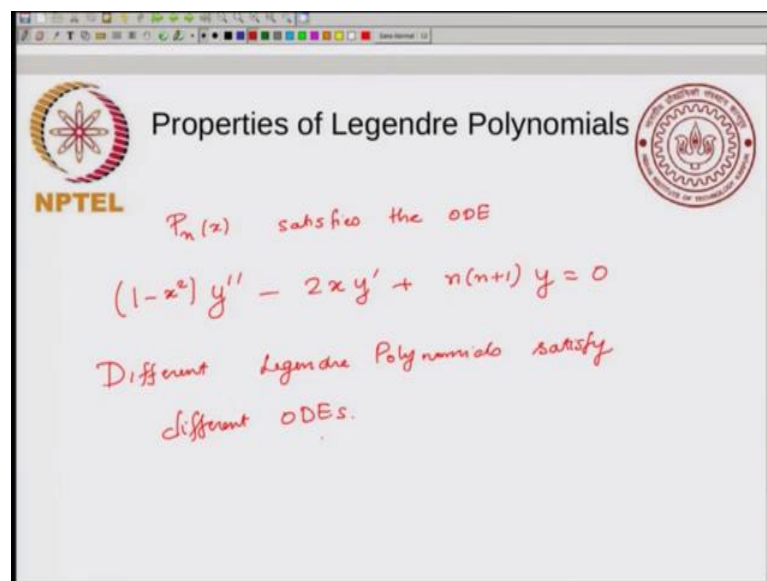 Properties of Legendre Polynomials
NPTEL
Pₙ(x) satisfies the ODE
(1-x²) y'' - 2xy' + n(n+1) y = 0
Different Legendre Polynomials satisfy
different ODEs.